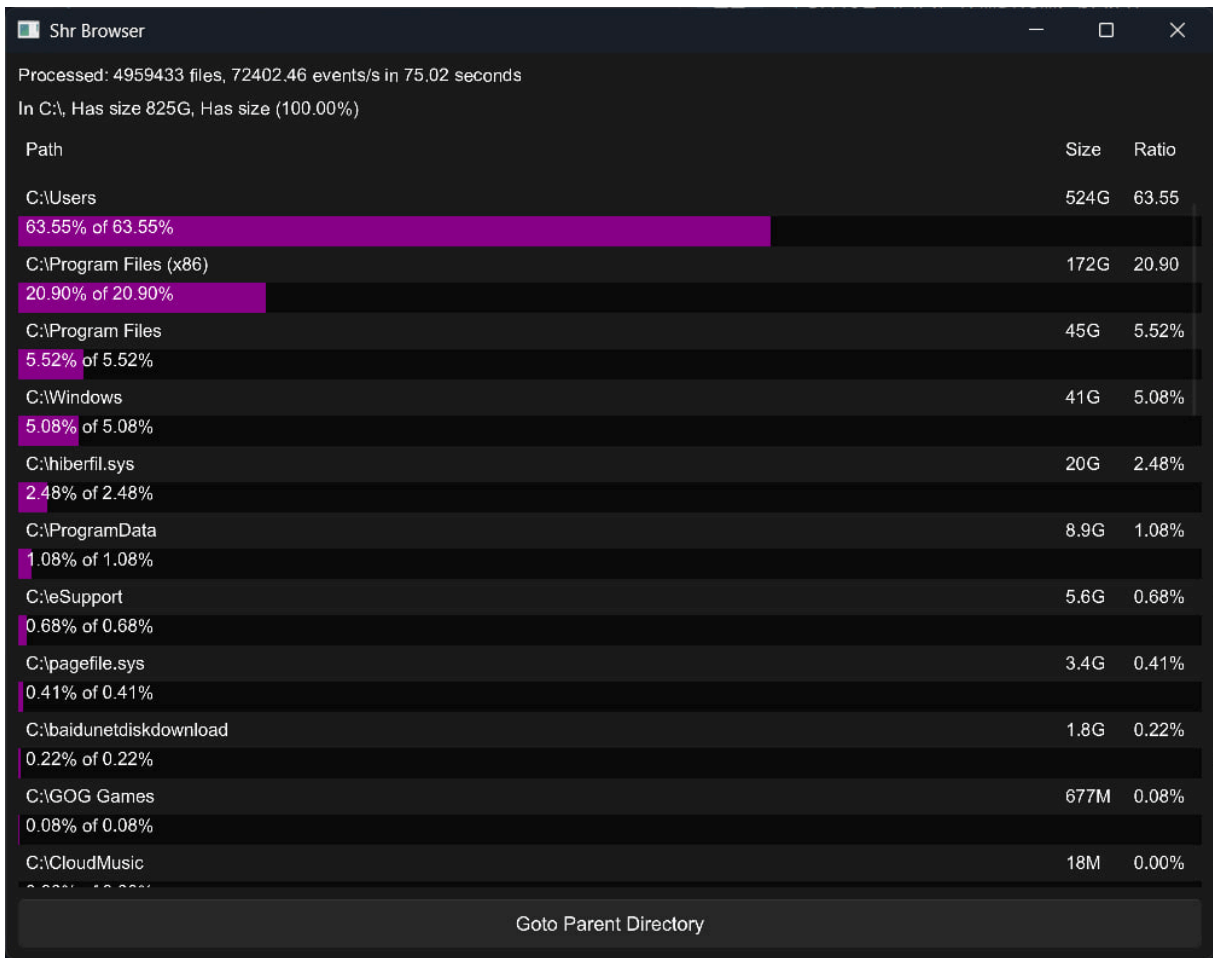 Shr Browser
Processed: 4959433 files, 72402.46 events/s in 75.02 seconds
In C:\, Has size 825G, Has size (100.00%)
Path Size Ratio
C:\Users 524G 63.55
63.55% of 63.55%
C:\Program Files (x86) 172G 20.90
20.90% of 20.90%
C:\Program Files 45G 5.52%
5.52% of 5.52%
C:\Windows 41G 5.08%
5.08% of 5.08%
C:\hiberfil.sys 20G 2.48%
2.48% of 2.48%
C:\ProgramData 8.9G 1.08%
1.08% of 1.08%
C:\eSupport 5.6G 0.68%
0.68% of 0.68%
C:\pagefile.sys 3.4G 0.41%
0.41% of 0.41%
C:\baidunetdiskdownload 1.8G 0.22%
0.22% of 0.22%
C:\GOG Games 677M 0.08%
0.08% of 0.08%
C:\CloudMusic 18M 0.00%
Goto Parent Directory